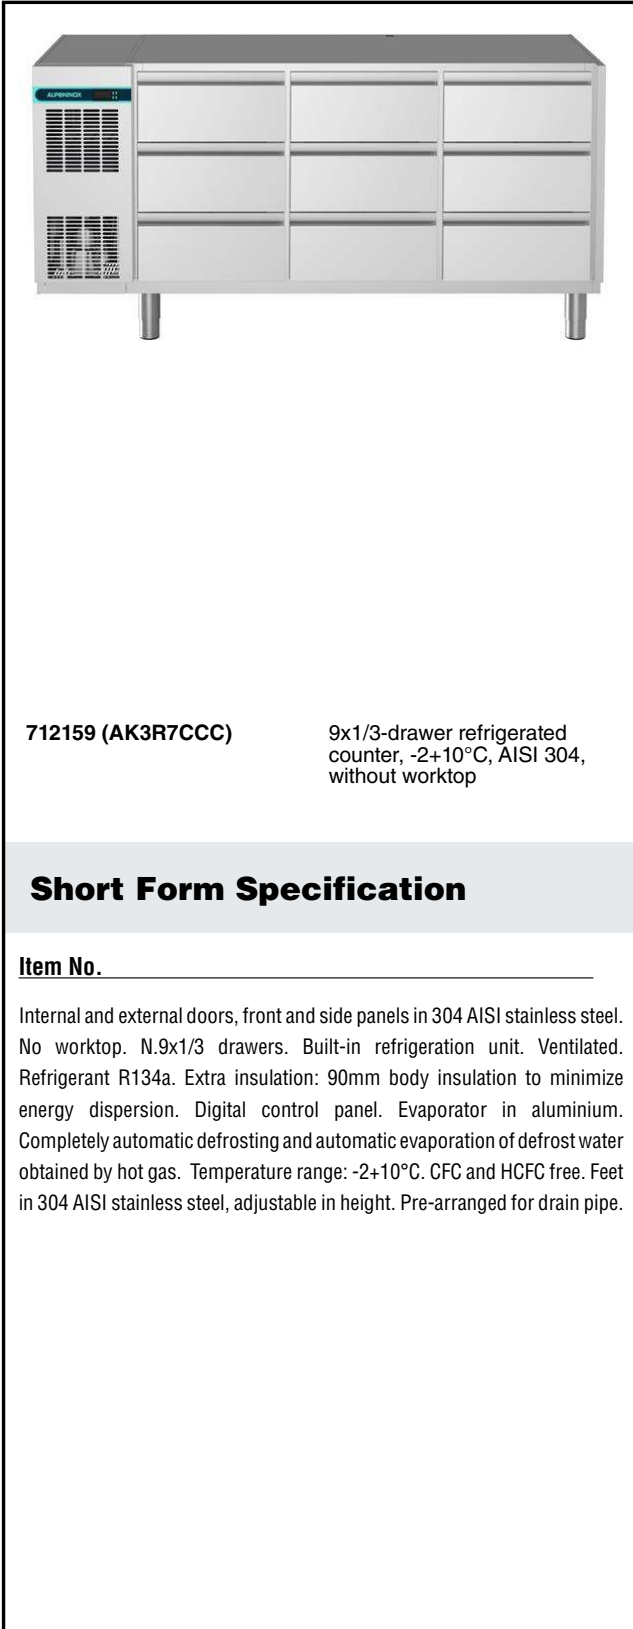 ALPENINOX
712159 (AK3R7CCC)
9x1/3-drawer refrigerated
counter, -2+10°C, AISI 304,
without worktop
Short Form Specification
Item No.
Internal and external doors, front and side panels in 304 AISI stainless steel.
No worktop. N.9x1/3 drawers. Built-in refrigeration unit. Ventilated.
Refrigerant R134a. Extra insulation: 90mm body insulation to minimize
energy dispersion. Digital control panel. Evaporator in aluminium.
Completely automatic defrosting and automatic evaporation of defrost water
obtained by hot gas. Temperature range: -2+10°C. CFC and HCFC free. Feet
in 304 AISI stainless steel, adjustable in height. Pre-arranged for drain pipe.